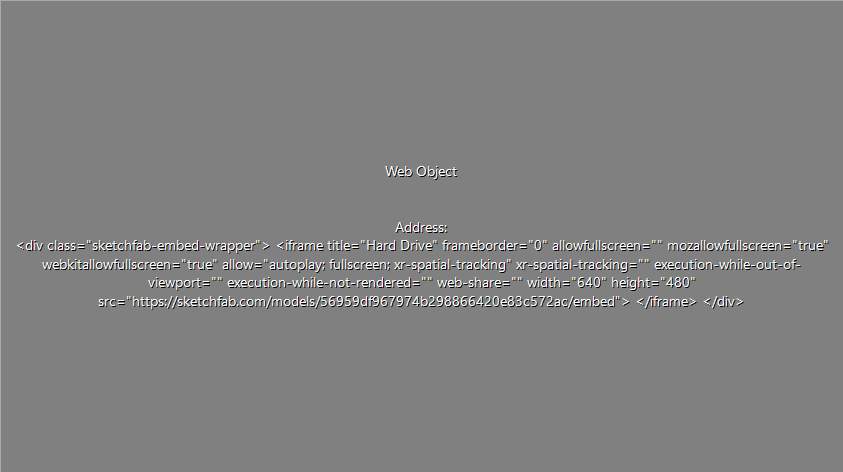 Web Object
Address:
<div class="sketchfab-embed-wrapper"> <iframe title="Hard Drive" frameborder="0" allowfullscreen="" mozallowfullscreen="true"
webkitallowfullscreen="true" allow="autoplay; fullscreen; xr-spatial-tracking" xr-spatial-tracking="" execution-while-out-of-
viewport="" execution-while-not-rendered="" web-share="" width="640" height="480"
src="https://sketchfab.com/models/56959df967974b298866420e83c572ac/embed"> </iframe> </div>